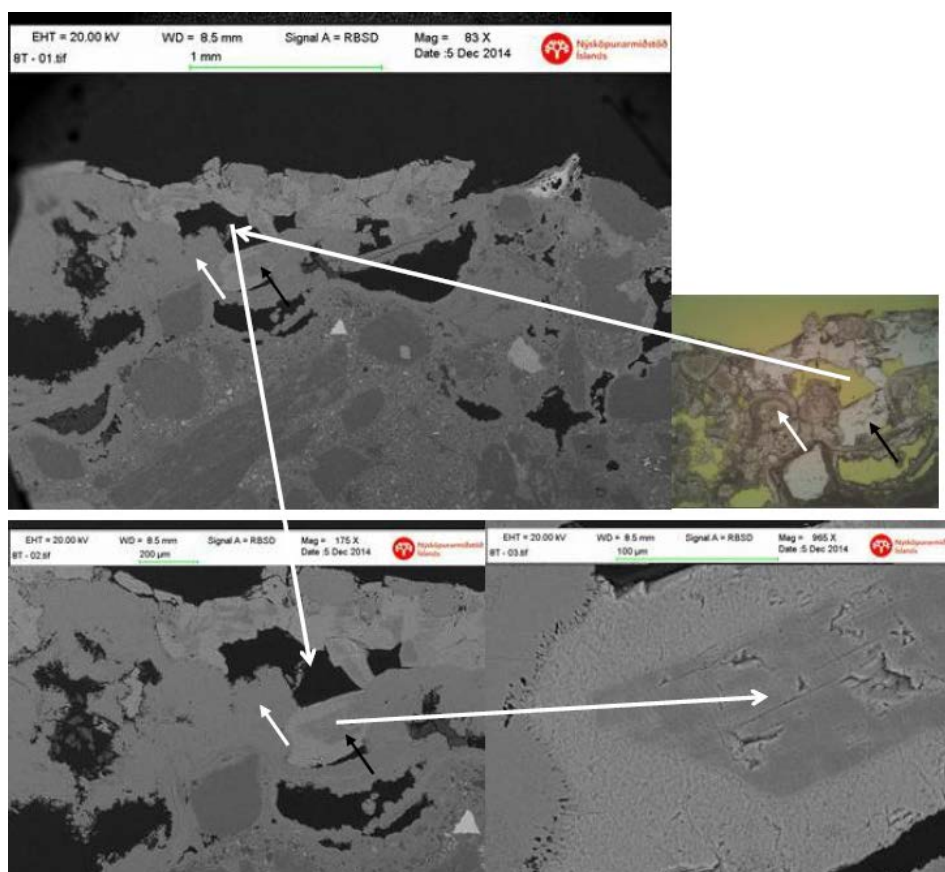 EHT = 20.00 kV WD = 8.5 mm Signal A = RBSD Mag = 83 X
8T - 01.tif 1 mm Date :5 Dec 2014
Nýsköpunarmiðstöð
Íslands
EHT = 20.00 kV WD = 8.5 mm Signal A = RBSD Mag = 175 X
8T - 02.tif 200 µm Date :5 Dec 2014
Nýsköpunarmiðstöð
Íslands
EHT = 20.00 kV WD = 8.5 mm Signal A = RBSD Mag = 965 X
8T - 03.tif 100 µm Date :5 Dec 2014
Íslands